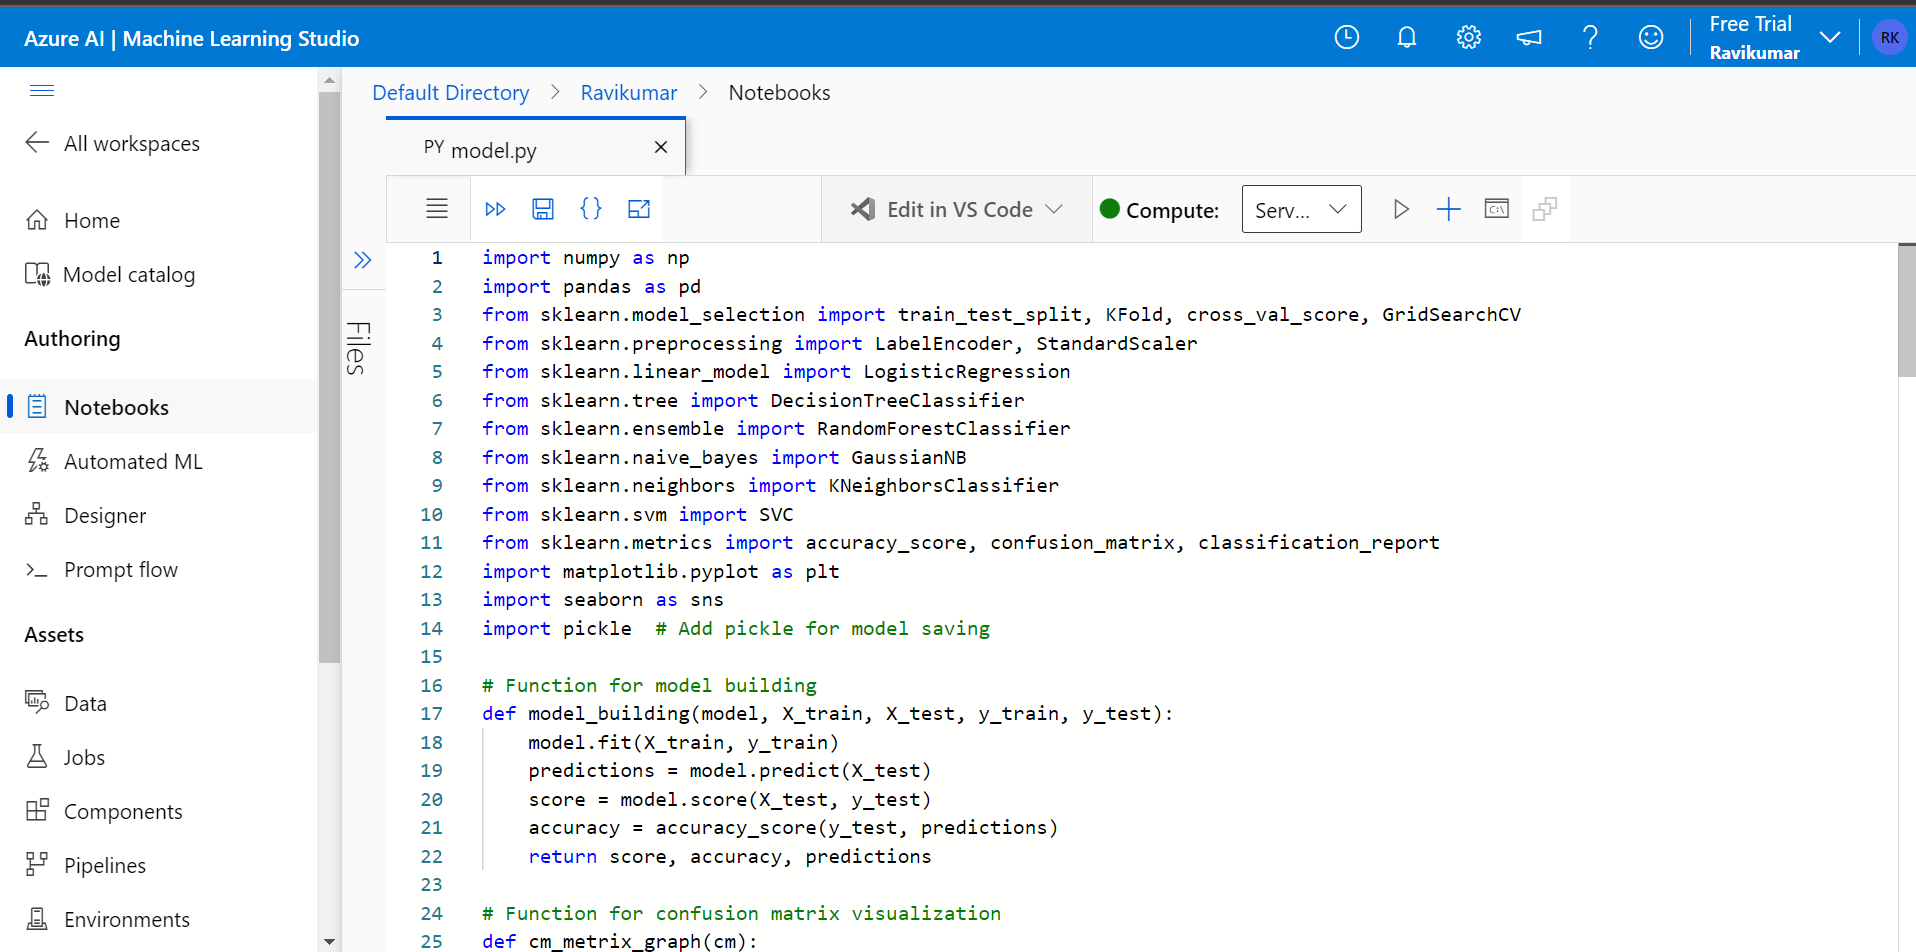 Azure AI | Machine Learning Studio
Free Trial
Ravikumar
RK
All workspaces
Home
Model catalog
Authoring
Notebooks
Automated ML
Designer
Prompt flow
Assets
Data
Jobs
Components
Pipelines
Environments
Default Directory > Ravikumar > Notebooks
PY model.py
Edit in VS Code
Compute: Serv...
Files
1 import numpy as np
2 import pandas as pd
3 from sklearn.model_selection import train_test_split, KFold, cross_val_score, GridSearchCV
4 from sklearn.preprocessing import LabelEncoder, StandardScaler
5 from sklearn.linear_model import LogisticRegression
6 from sklearn.tree import DecisionTreeClassifier
7 from sklearn.ensemble import RandomForestClassifier
8 from sklearn.naive_bayes import GaussianNB
9 from sklearn.neighbors import KNeighborsClassifier
10 from sklearn.svm import SVC
11 from sklearn.metrics import accuracy_score, confusion_matrix, classification_report
12 import matplotlib.pyplot as plt
13 import seaborn as sns
14 import pickle  # Add pickle for model saving
15
16 # Function for model building
17 def model_building(model, X_train, X_test, y_train, y_test):
18     model.fit(X_train, y_train)
19     predictions = model.predict(X_test)
20     score = model.score(X_test, y_test)
21     accuracy = accuracy_score(y_test, predictions)
22     return score, accuracy, predictions
23
24 # Function for confusion matrix visualization
25 def cm_metrix_graph(cm):